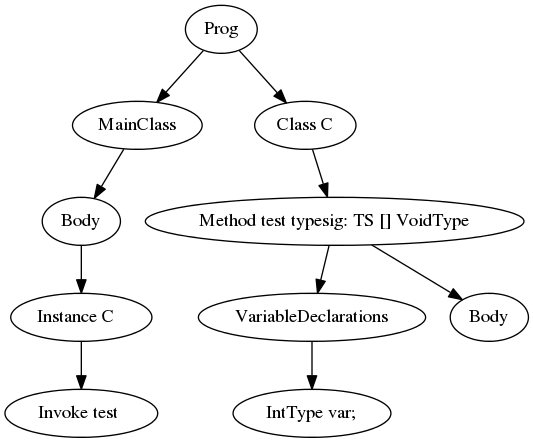 Prog
MainClass
Class C
Body
Method test typesig: TS [] VoidType
Instance C
VariableDeclarations
Body
Invoke test
IntType var;